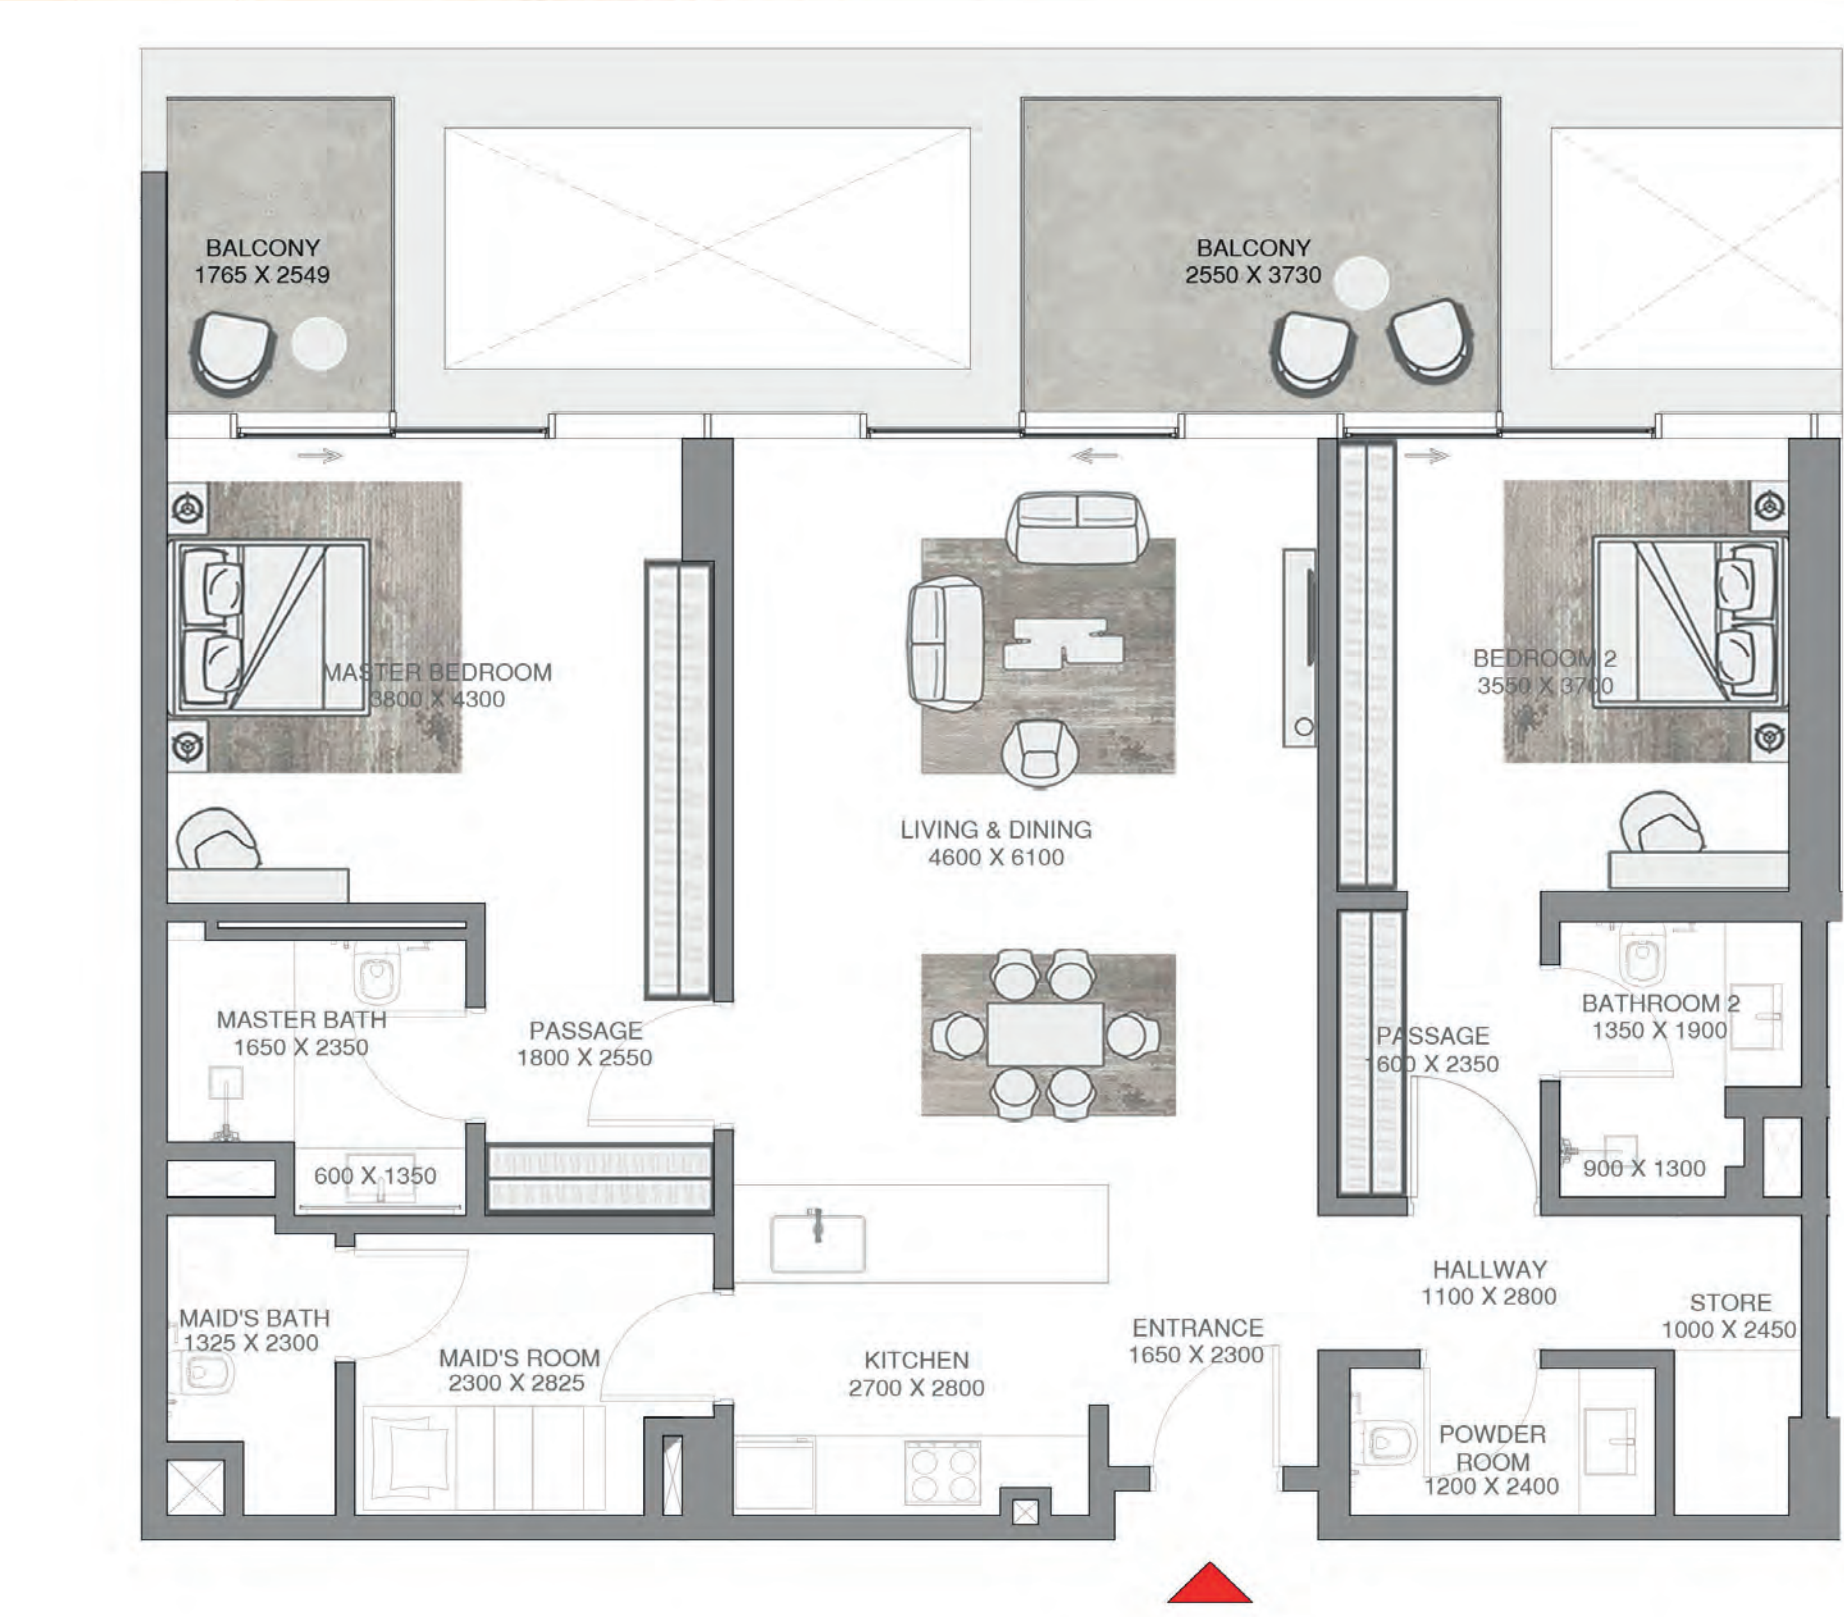 BALCONY
1765 X 2549
BALCONY
2550 X 3730
MASTER BEDROOM
3800 X 4300
BEDROOM 2
3550 X 3700
LIVING & DINING
4600 X 6100
MASTER BATH
1650 X 2350
PASSAGE
1800 X 2550
PASSAGE
1600 X 2350
BATHROOM 2
1350 X 1900
600 X 1350
900 X 1300
MAID'S BATH
1325 X 2300
MAID'S ROOM
2300 X 2825
KITCHEN
2700 X 2800
ENTRANCE
1650 X 2300
HALLWAY
1100 X 2800
STORE
1000 X 2450
POWDER
ROOM
1200 X 2400